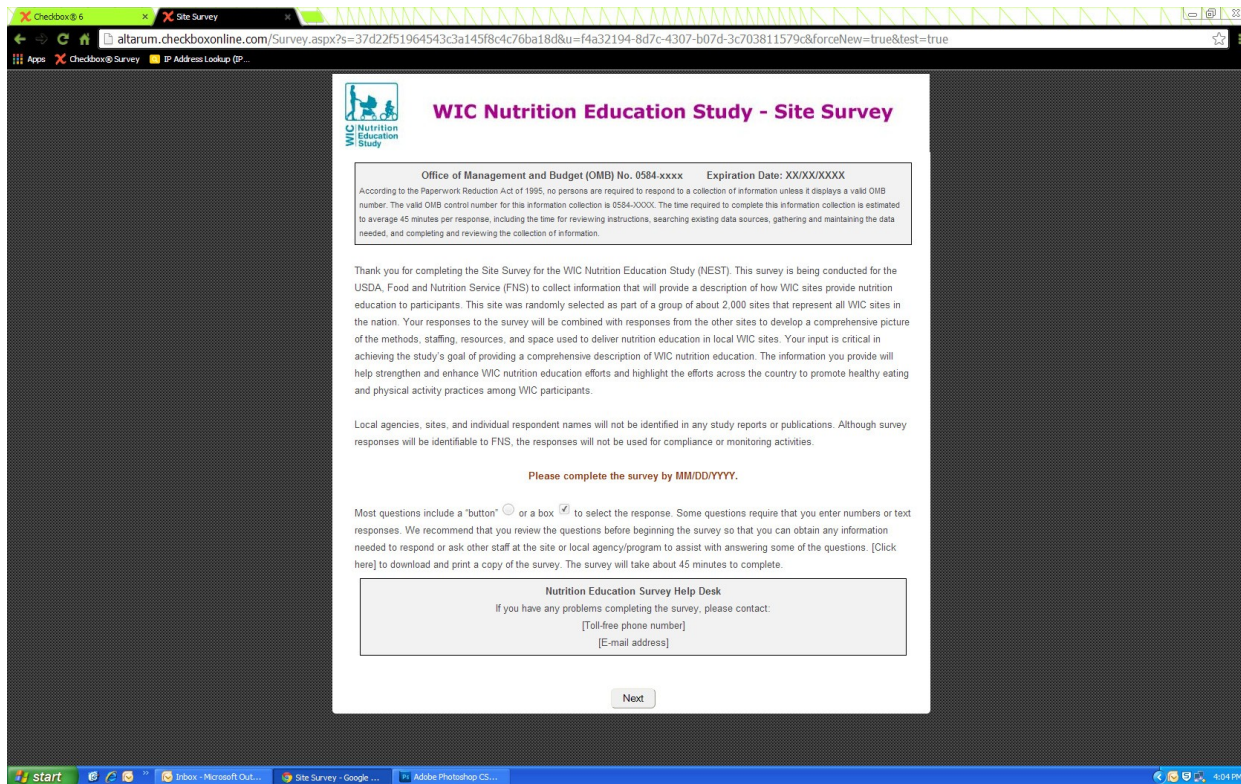 Checkbox® 6
Site Survey
altarum.checkboxonline.com/Survey.aspx?s=37d22f51964543c3a145f8c4c76ba18d&u=f4a32194-8d7c-4307-b07d-3c703811579c&forceNew=true&test=true
Apps Checkbox® Survey IP Address Lookup (IP...
WIC Nutrition Education Study
WIC Nutrition Education Study - Site Survey
Office of Management and Budget (OMB) No. 0584-xxxx Expiration Date: XX/XX/XXXX
According to the Paperwork Reduction Act of 1995, no persons are required to respond to a collection of information unless it displays a valid OMB
number. The valid OMB control number for this information collection is 0584-XXXX. The time required to complete this information collection is estimated
to average 45 minutes per response, including the time for reviewing instructions, searching existing data sources, gathering and maintaining the data
needed, and completing and reviewing the collection of information.
Thank you for completing the Site Survey for the WIC Nutrition Education Study (NEST). This survey is being conducted for the
USDA, Food and Nutrition Service (FNS) to collect information that will provide a description of how WIC sites provide nutrition
education to participants. This site was randomly selected as part of a group of about 2,000 sites that represent all WIC sites in
the nation. Your responses to the survey will be combined with responses from the other sites to develop a comprehensive picture
of the methods, staffing, resources, and space used to deliver nutrition education in local WIC sites. Your input is critical in
achieving the study's goal of providing a comprehensive description of WIC nutrition education. The information you provide will
help strengthen and enhance WIC nutrition education efforts and highlight the efforts across the country to promote healthy eating
and physical activity practices among WIC participants.
Local agencies, sites, and individual respondent names will not be identified in any study reports or publications. Although survey
responses will be identifiable to FNS, the responses will not be used for compliance or monitoring activities.
Please complete the survey by MM/DD/YYYY.
Most questions include a "button" or a box to select the response. Some questions require that you enter numbers or text
responses. We recommend that you review the questions before beginning the survey so that you can obtain any information
needed to respond or ask other staff at the site or local agency/program to assist with answering some of the questions. [Click
here] to download and print a copy of the survey. The survey will take about 45 minutes to complete.
Nutrition Education Survey Help Desk
If you have any problems completing the survey, please contact:
[Toll-free phone number]
[E-mail address]
Next
start Inbox - Microsoft Out... Site Survey - Google ... Adobe Photoshop CS... 4:04 PM